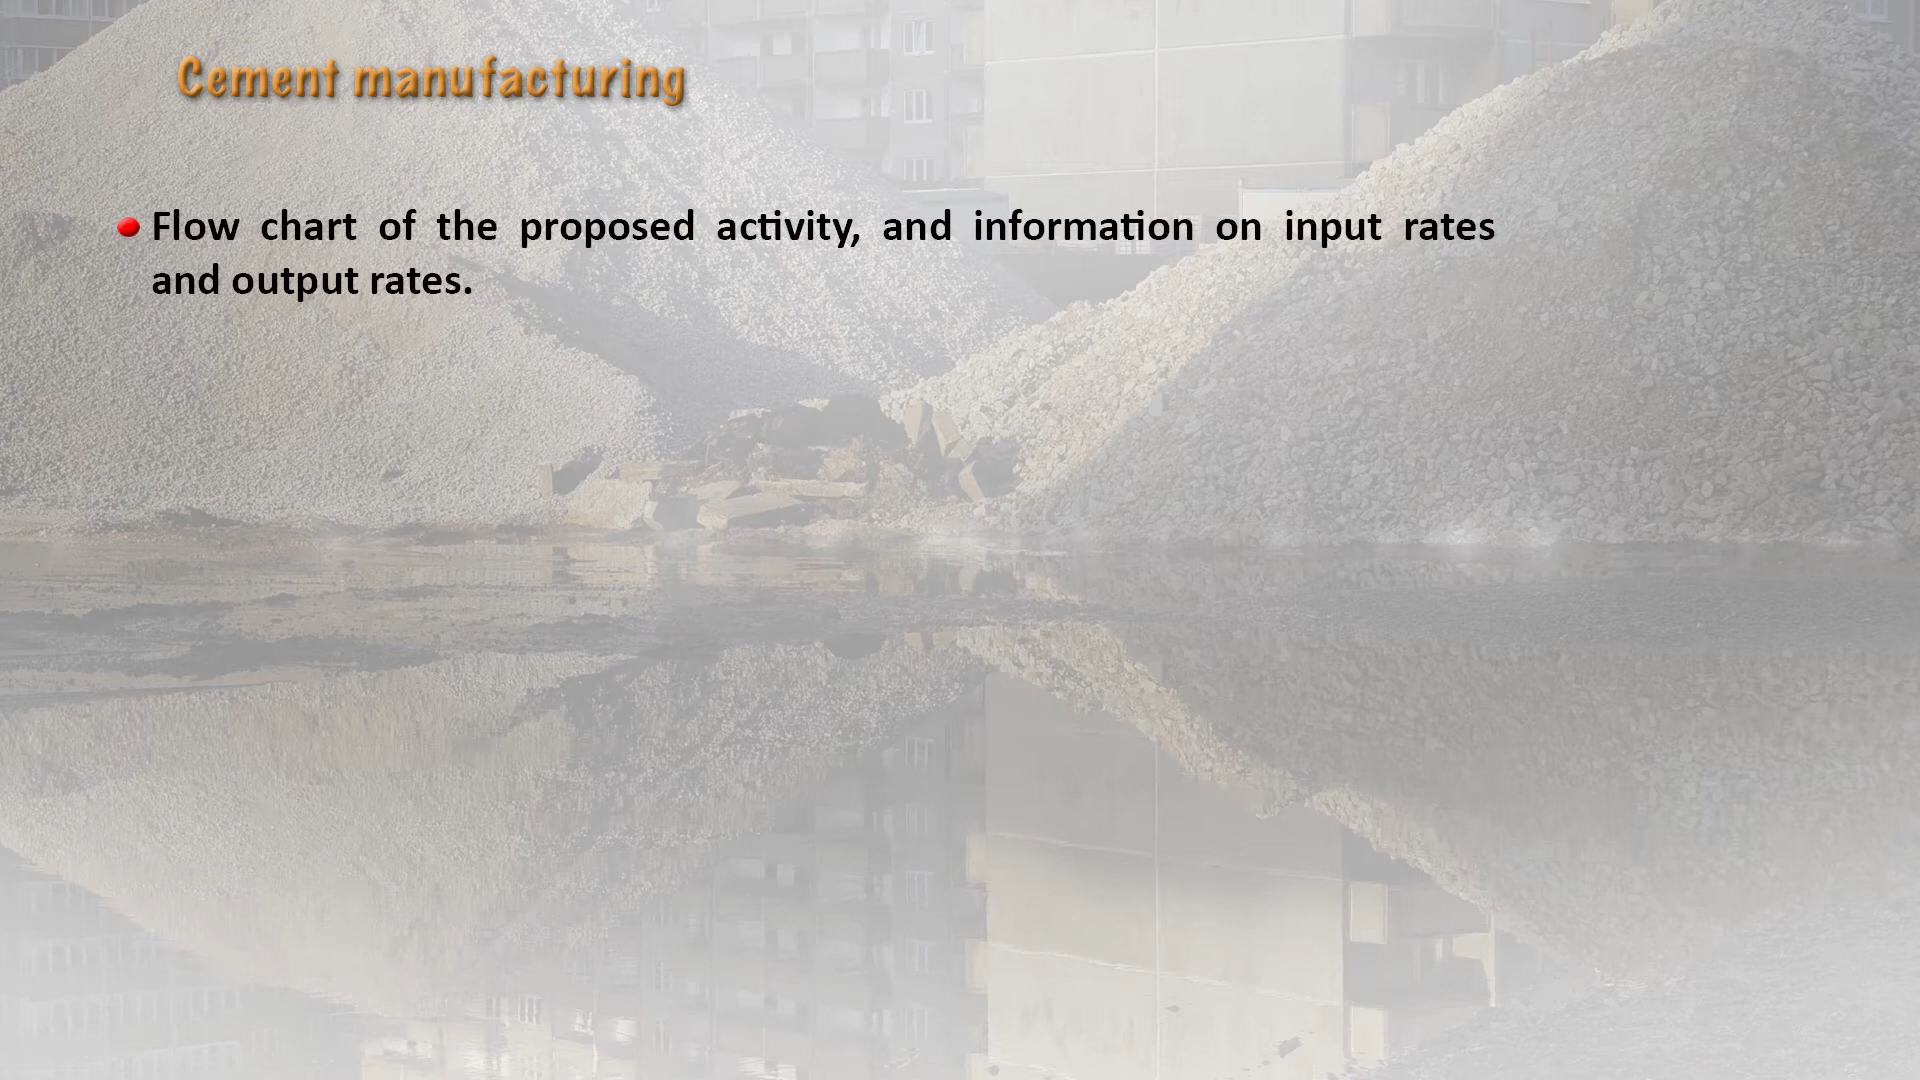 Cement manufacturing
Flow chart of the proposed activity, and information on input rates
and output rates.